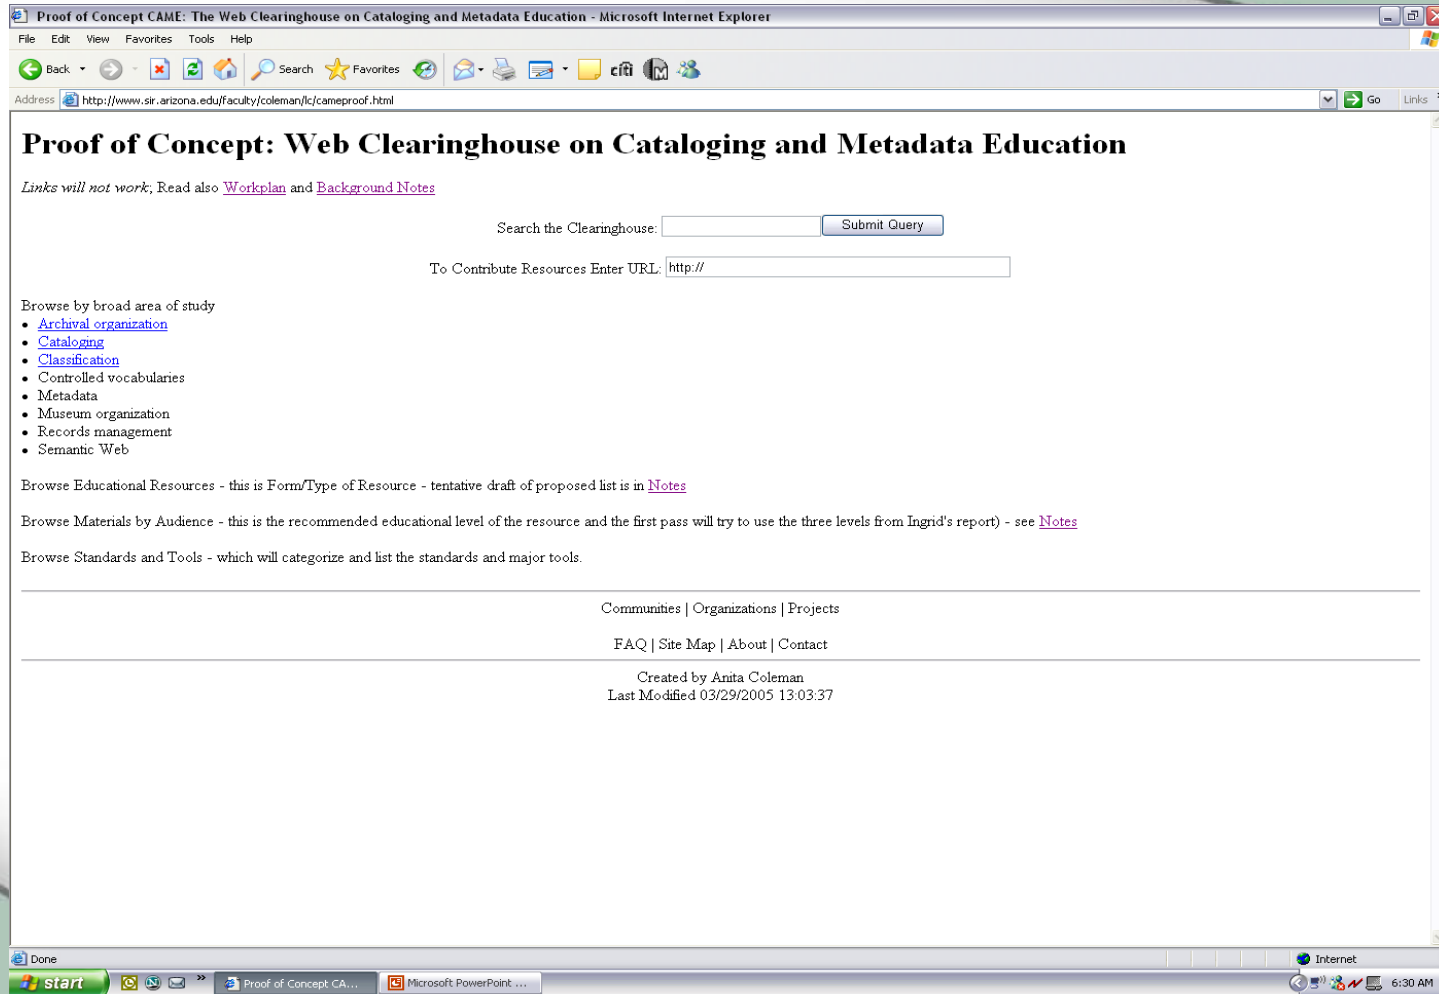 Proof of Concept CAME: The Web Clearinghouse on Cataloging and Metadata Education - Microsoft Internet Explorer
File Edit View Favorites Tools Help
Back Search Favorites citi M
Address http://www.sir.arizona.edu/faculty/coleman/lc/cameproof.html Go Links
Proof of Concept: Web Clearinghouse on Cataloging and Metadata Education
Links will not work; Read also Workplan and Background Notes
Search the Clearinghouse: Submit Query
To Contribute Resources Enter URL: http://
Browse by broad area of study
• Archival organization
• Cataloging
• Classification
• Controlled vocabularies
• Metadata
• Museum organization
• Records management
• Semantic Web
Browse Educational Resources - this is Form/Type of Resource - tentative draft of proposed list is in Notes
Browse Materials by Audience - this is the recommended educational level of the resource and the first pass will try to use the three levels from Ingrid's report) - see Notes
Browse Standards and Tools - which will categorize and list the standards and major tools.
Communities | Organizations | Projects
FAQ | Site Map | About | Contact
Created by Anita Coleman
Last Modified 03/29/2005 13:03:37
Done Internet
start » Proof of Concept CA... Microsoft PowerPoint ... 6:30 AM